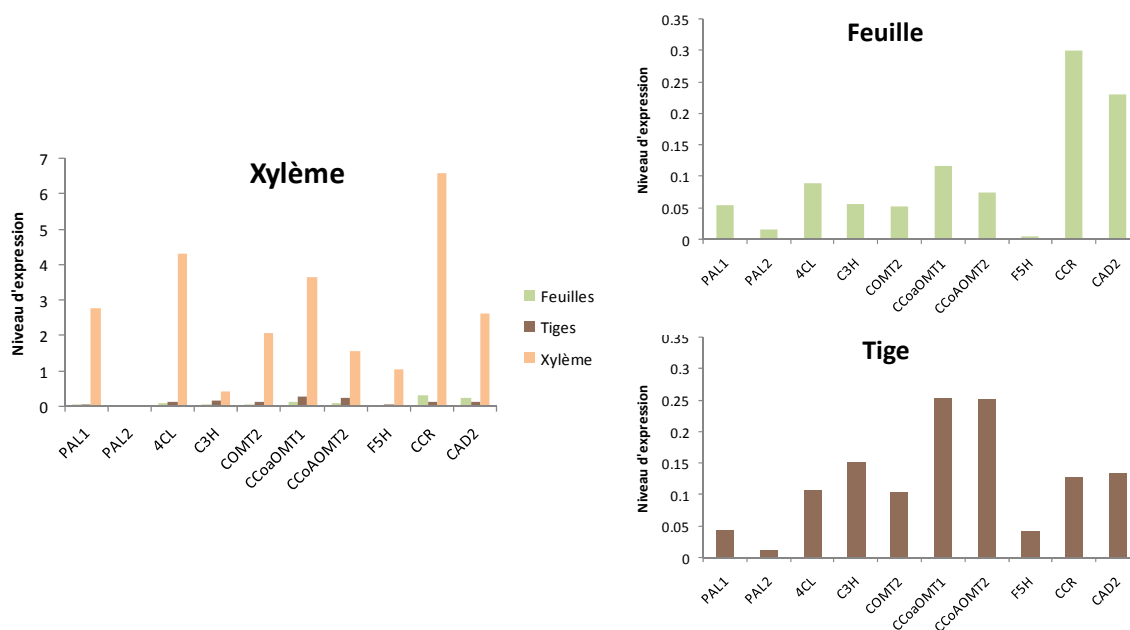 Xylème
Niveau d'expression
7
6
5
4
3
2
1
0
PAL1
PAL2
4CL
C3H
COMT2
CCoaOMT1
CCoAOMT2
F5H
CCR
CAD2
Feuilles
Tiges
Xylème
Feuille
Niveau d'expression
0.35
0.3
0.25
0.2
0.15
0.1
0.05
0
PAL1
PAL2
4CL
C3H
COMT2
CCoaOMT1
CCoAOMT2
F5H
CCR
CAD2
Tige
Niveau d'expression
0.35
0.3
0.25
0.2
0.15
0.1
0.05
0
PAL1
PAL2
4CL
C3H
COMT2
CCoaOMT1
CCoAOMT2
F5H
CCR
CAD2